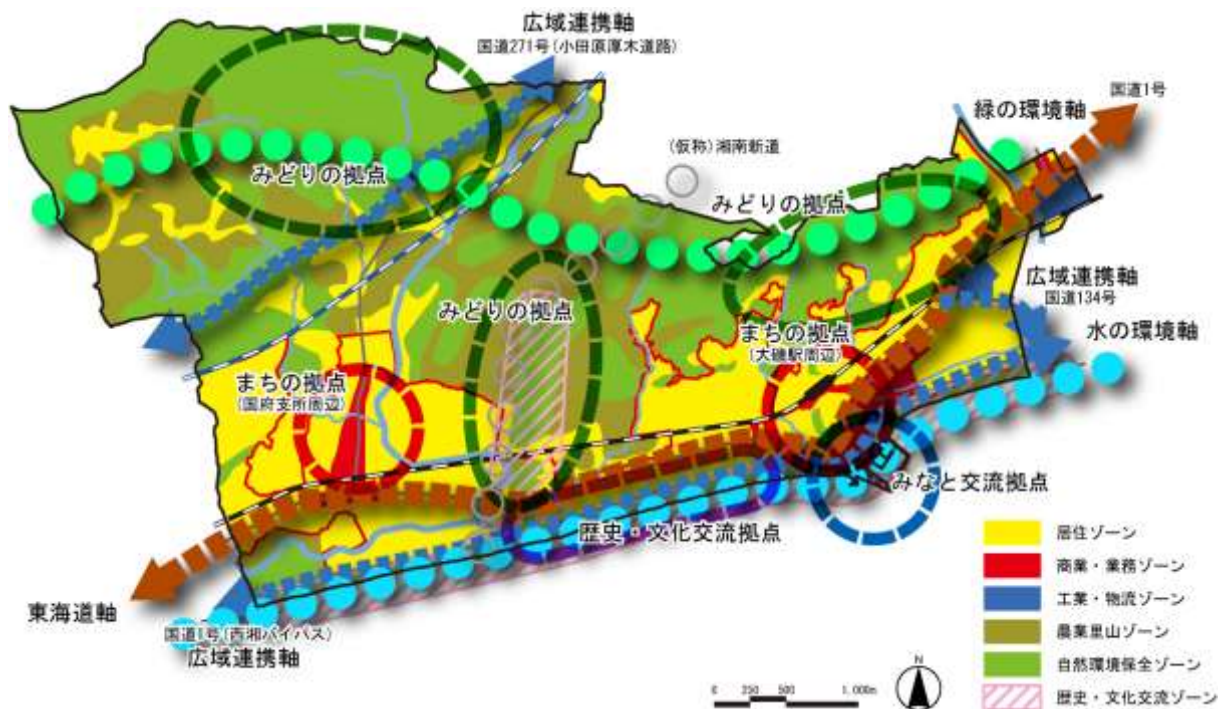 広域連携軸
国道271号(小田原厚木道路)
国道1号
緑の環境軸
(仮称)湘南新道
みどりの拠点
みどりの拠点
広域連携軸
国道134号
みどりの拠点
水の環境軸
まちの拠点
(大磯駅周辺)
まちの拠点
(国府支所周辺)
みなと交流拠点
歴史・文化交流拠点
東海道軸
国道1号(西湘バイパス)
広域連携軸
居住ゾーン
商業・業務ゾーン
工業・物流ゾーン
農業里山ゾーン
自然環境保全ゾーン
歴史・文化交流ゾーン
N
0 250 500 1,000m